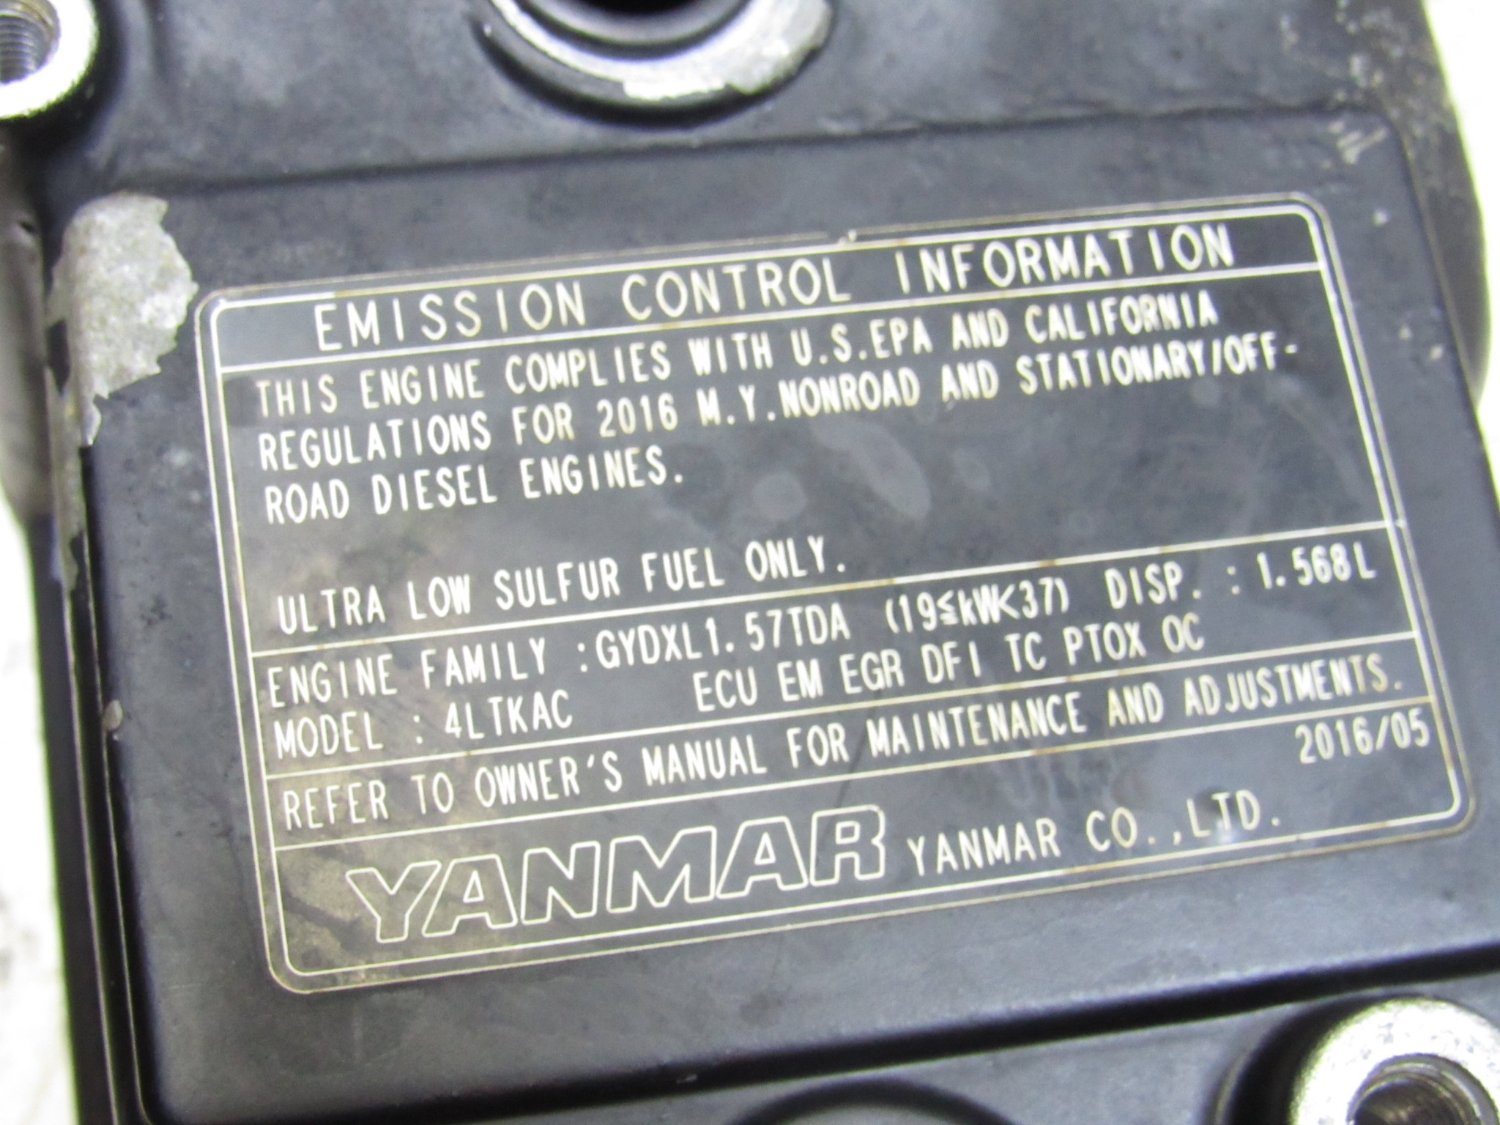 EMISSION CONTROL INFORMATION
THIS ENGINE COMPLIES WITH U.S.EPA AND CALIFORNIA
REGULATIONS FOR 2016 M.Y.NONROAD AND STATIONARY/OFF-
ROAD DIESEL ENGINES.
ULTRA LOW SULFUR FUEL ONLY.
ENGINE FAMILY :GYDXL1.57TDA (19≤kW<37) DISP. : 1.568L
MODEL : 4LTKAC ECU EM EGR DFI TC PTOX OC
REFER TO OWNER'S MANUAL FOR MAINTENANCE AND ADJUSTMENTS.
2016/05
YANMAR YANMAR CO.,LTD.